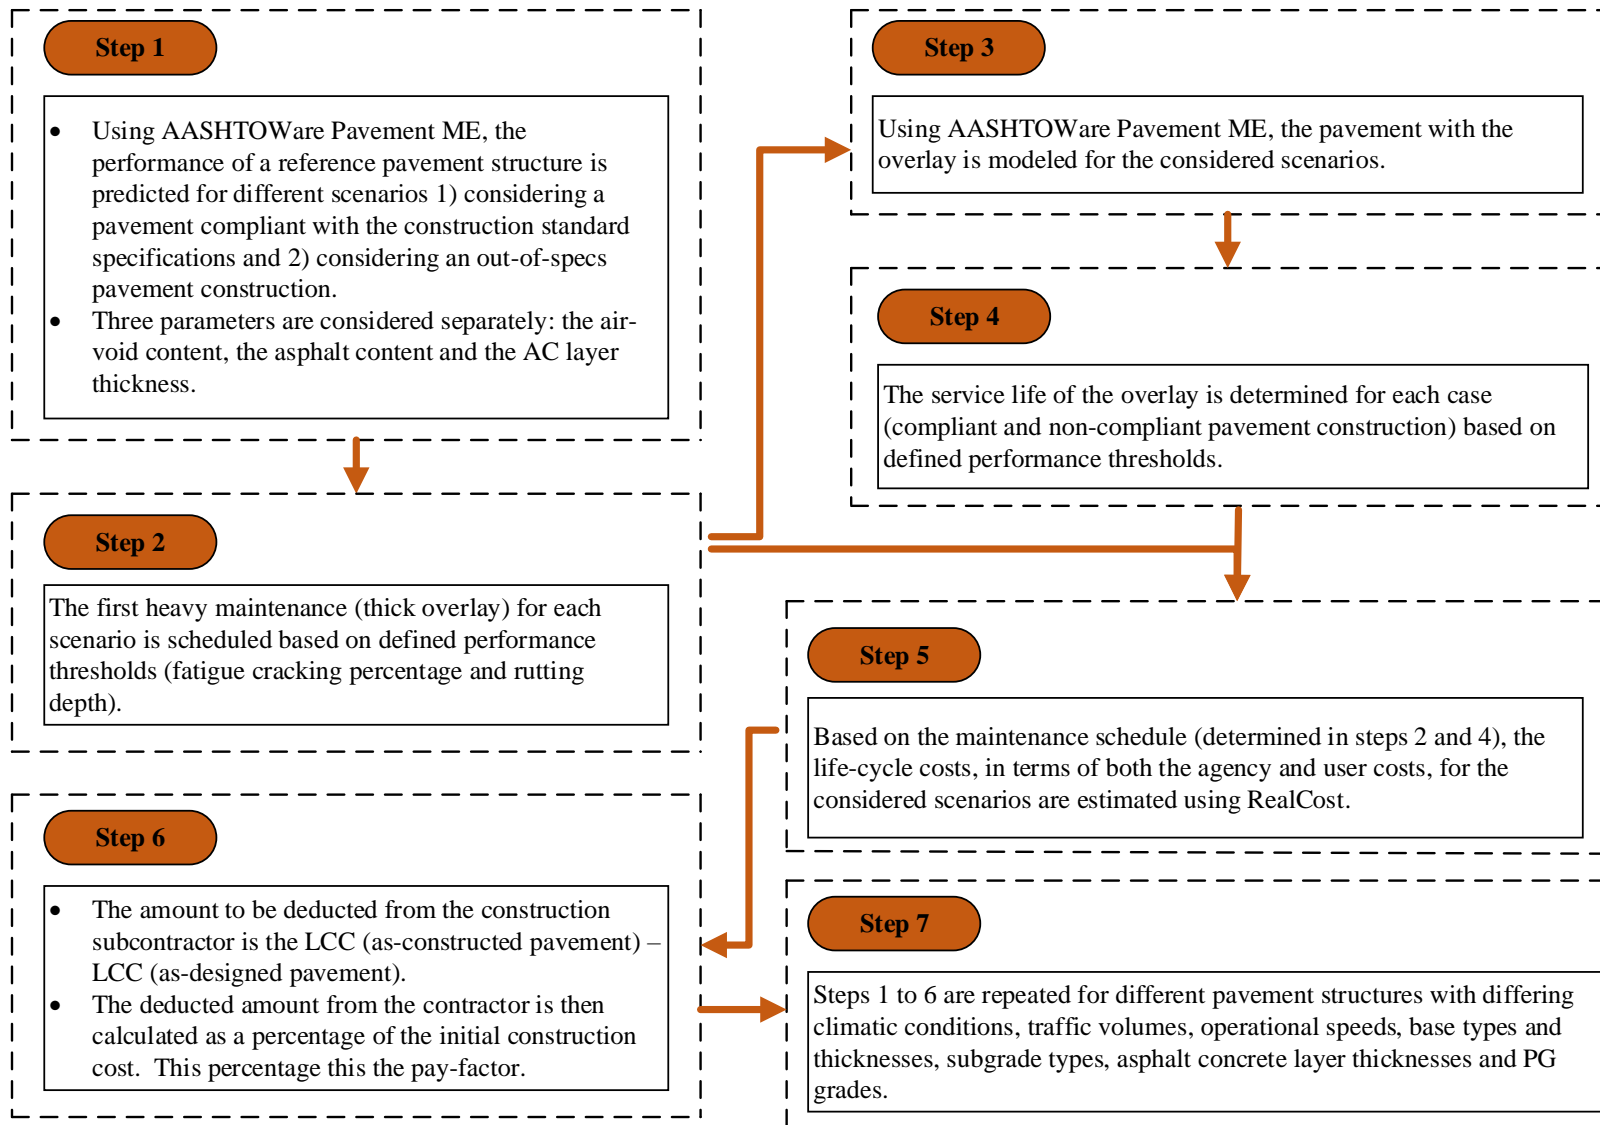 Step 1
• Using AASHTOWare Pavement ME, the
performance of a reference pavement structure is
predicted for different scenarios 1) considering a
pavement compliant with the construction standard
specifications and 2) considering an out-of-specs
pavement construction.
• Three parameters are considered separately: the air-
void content, the asphalt content and the AC layer
thickness.
Step 2
The first heavy maintenance (thick overlay) for each
scenario is scheduled based on defined performance
thresholds (fatigue cracking percentage and rutting
depth).
Step 3
Using AASHTOWare Pavement ME, the pavement with the
overlay is modeled for the considered scenarios.
Step 4
The service life of the overlay is determined for each case
(compliant and non-compliant pavement construction) based on
defined performance thresholds.
Step 5
Based on the maintenance schedule (determined in steps 2 and 4), the
life-cycle costs, in terms of both the agency and user costs, for the
considered scenarios are estimated using RealCost.
Step 6
• The amount to be deducted from the construction
subcontractor is the LCC (as-constructed pavement) –
LCC (as-designed pavement).
• The deducted amount from the contractor is then
calculated as a percentage of the initial construction
cost.  This percentage this the pay-factor.
Step 7
Steps 1 to 6 are repeated for different pavement structures with differing
climatic conditions, traffic volumes, operational speeds, base types and
thicknesses, subgrade types, asphalt concrete layer thicknesses and PG
grades.